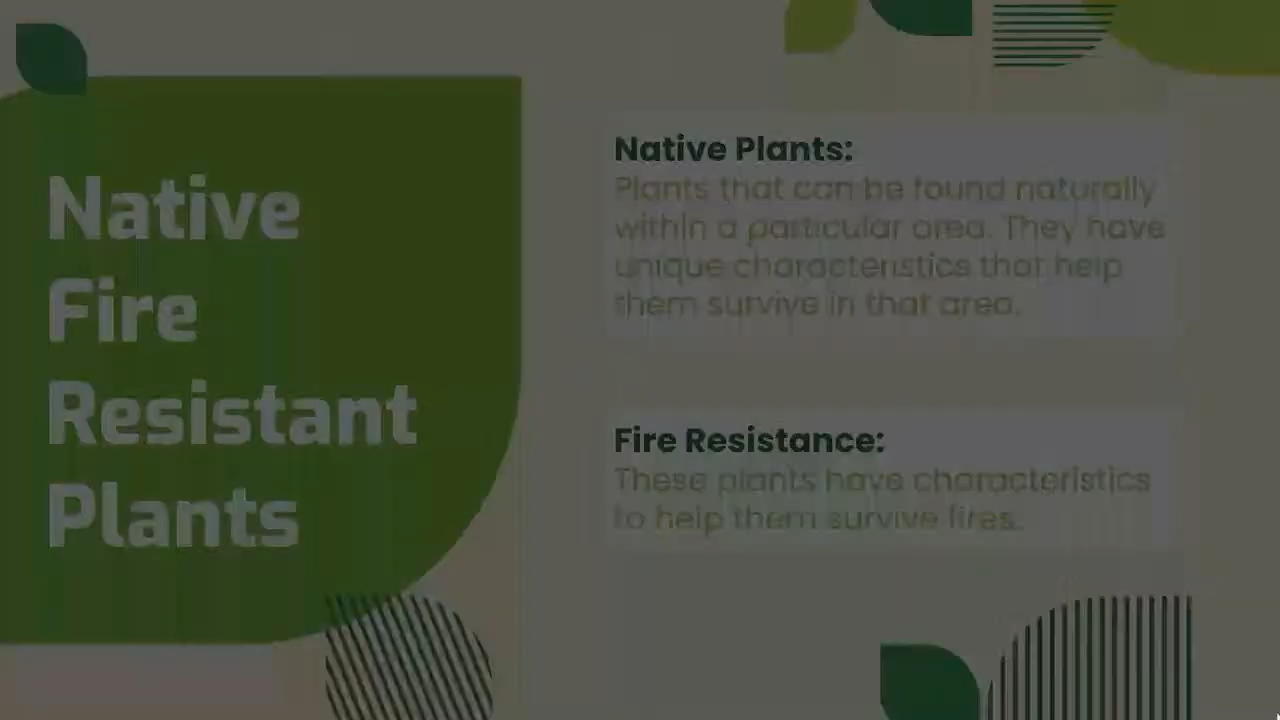 Native
Fire
Resistant
Plants
Native Plants:
Plants that can be found naturally
within a particular area. They have
unique characteristics that help
them survive in that area.
Fire Resistance:
These plants have characteristics
to help them survive fires.